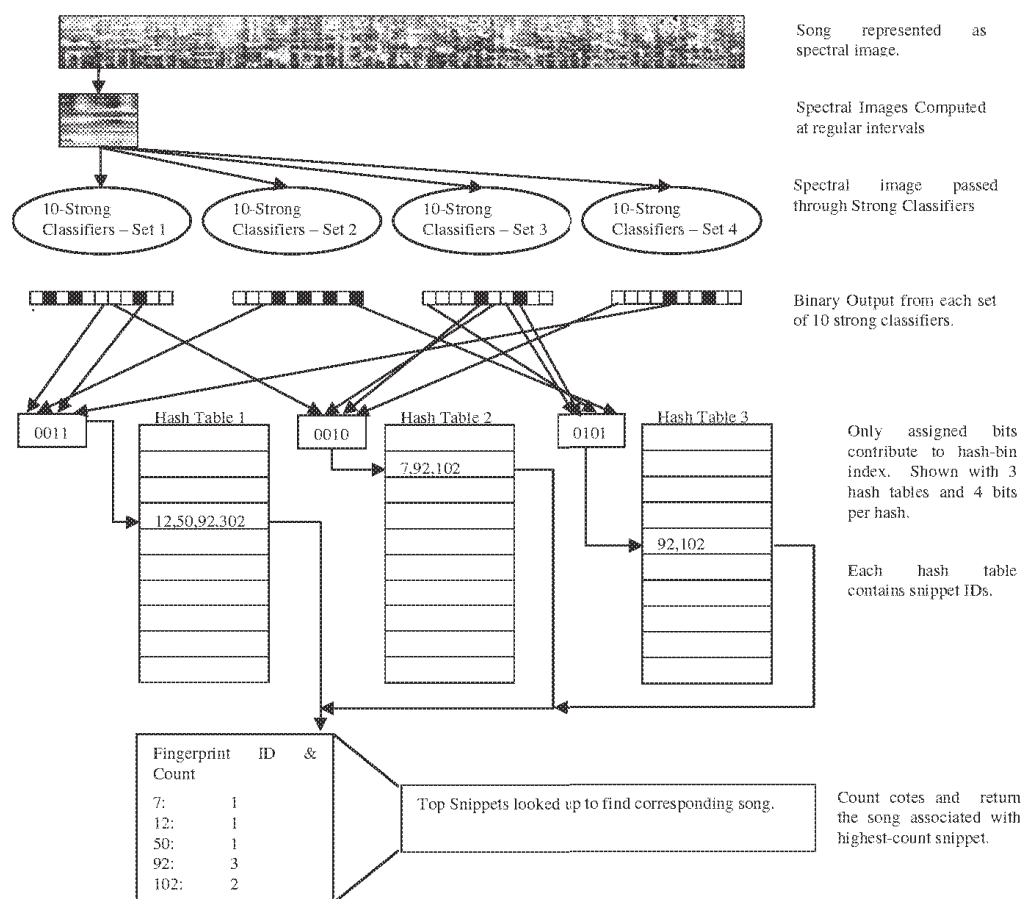 Song represented as
spectral image.
Spectral Images Computed
at regular intervals
Spectral image passed
through Strong Classifiers
10-Strong
Classifiers – Set 1
10-Strong
Classifiers – Set 2
10-Strong
Classifiers – Set 3
10-Strong
Classifiers – Set 4
Binary Output from each set
of 10 strong classifiers.
0011
Hash Table 1
12,50,92,302
0010
Hash Table 2
7,92,102
0101
Hash Table 3
92,102
Only assigned bits
contribute to hash-bin
index. Shown with 3
hash tables and 4 bits
per hash.
Each hash table
contains snippet IDs.
Fingerprint ID &
Count
7: 1
12: 1
50: 1
92: 3
102: 2
Top Snippets looked up to find corresponding song.
Count cotes and return
the song associated with
highest-count snippet.